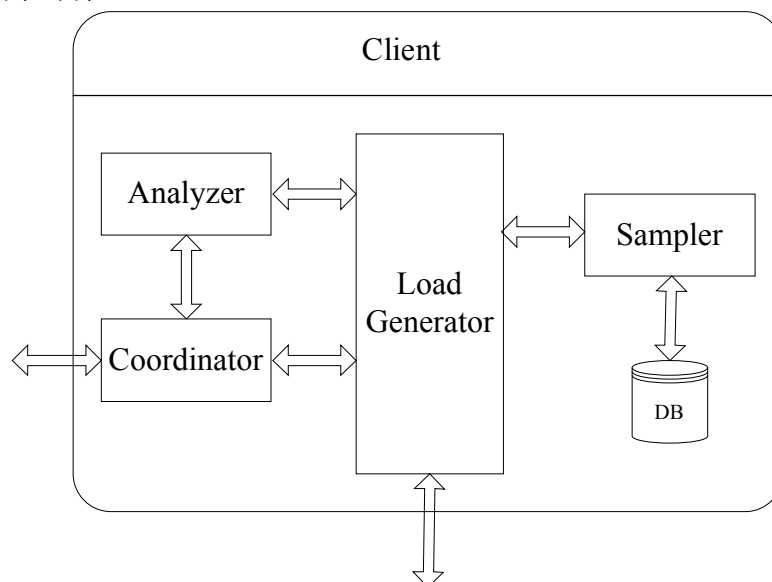 Client
Analyzer
Load
Generator
Sampler
Coordinator
DB